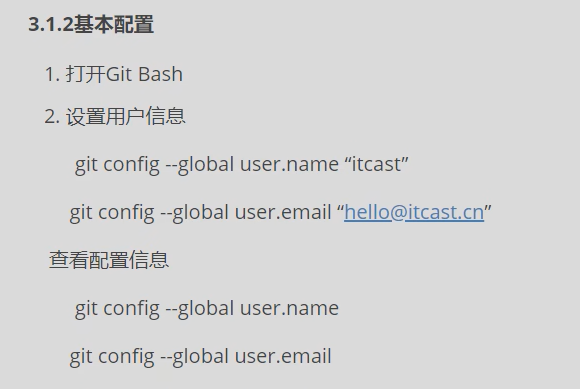 3.1.2基本配置
1. 打开Git Bash
2. 设置用户信息
git config --global user.name “itcast”
git config --global user.email “hello@itcast.cn”
查看配置信息
git config --global user.name
git config --global user.email